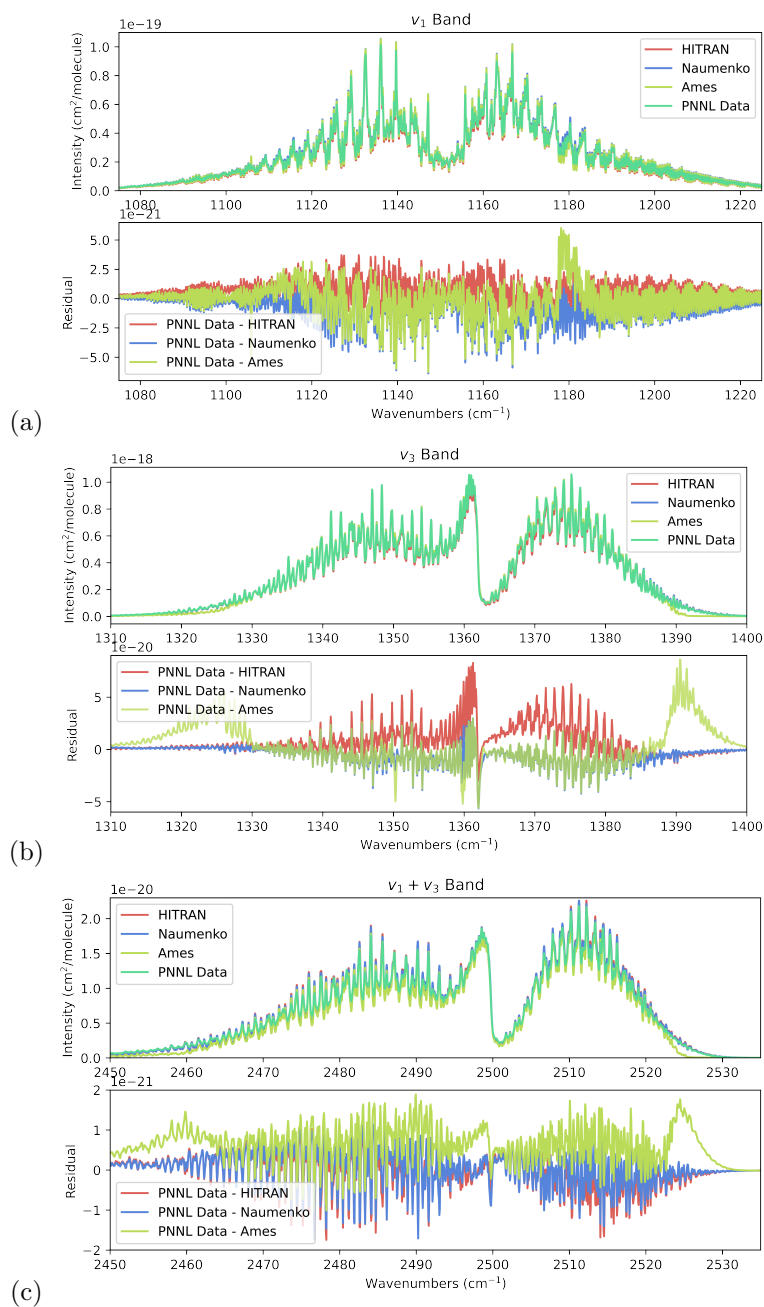 v₁ Band
1e−19
Intensity (cm²/molecule)
1.0
0.8
0.6
0.4
0.2
0.0
HITRAN
Naumenko
Ames
PNNL Data
1080 1100 1120 1140 1160 1180 1200 1220
1e−21
Residual
5.0
2.5
0.0
−2.5
−5.0
PNNL Data - HITRAN
PNNL Data - Naumenko
PNNL Data - Ames
1080 1100 1120 1140 1160 1180 1200 1220
Wavenumbers (cm⁻¹)
(a)
v₃ Band
1e−18
Intensity (cm²/molecule)
1.0
0.8
0.6
0.4
0.2
0.0
HITRAN
Naumenko
Ames
PNNL Data
1310 1320 1330 1340 1350 1360 1370 1380 1390 1400
1e−20
Residual
5
0
−5
PNNL Data - HITRAN
PNNL Data - Naumenko
PNNL Data - Ames
1310 1320 1330 1340 1350 1360 1370 1380 1390 1400
Wavenumbers (cm⁻¹)
(b)
v₁ + v₃ Band
1e−20
Intensity (cm²/molecule)
2.0
1.5
1.0
0.5
0.0
HITRAN
Naumenko
Ames
PNNL Data
2450 2460 2470 2480 2490 2500 2510 2520 2530
1e−21
Residual
2
1
0
−1
−2
PNNL Data - HITRAN
PNNL Data - Naumenko
PNNL Data - Ames
2450 2460 2470 2480 2490 2500 2510 2520 2530
Wavenumbers (cm⁻¹)
(c)